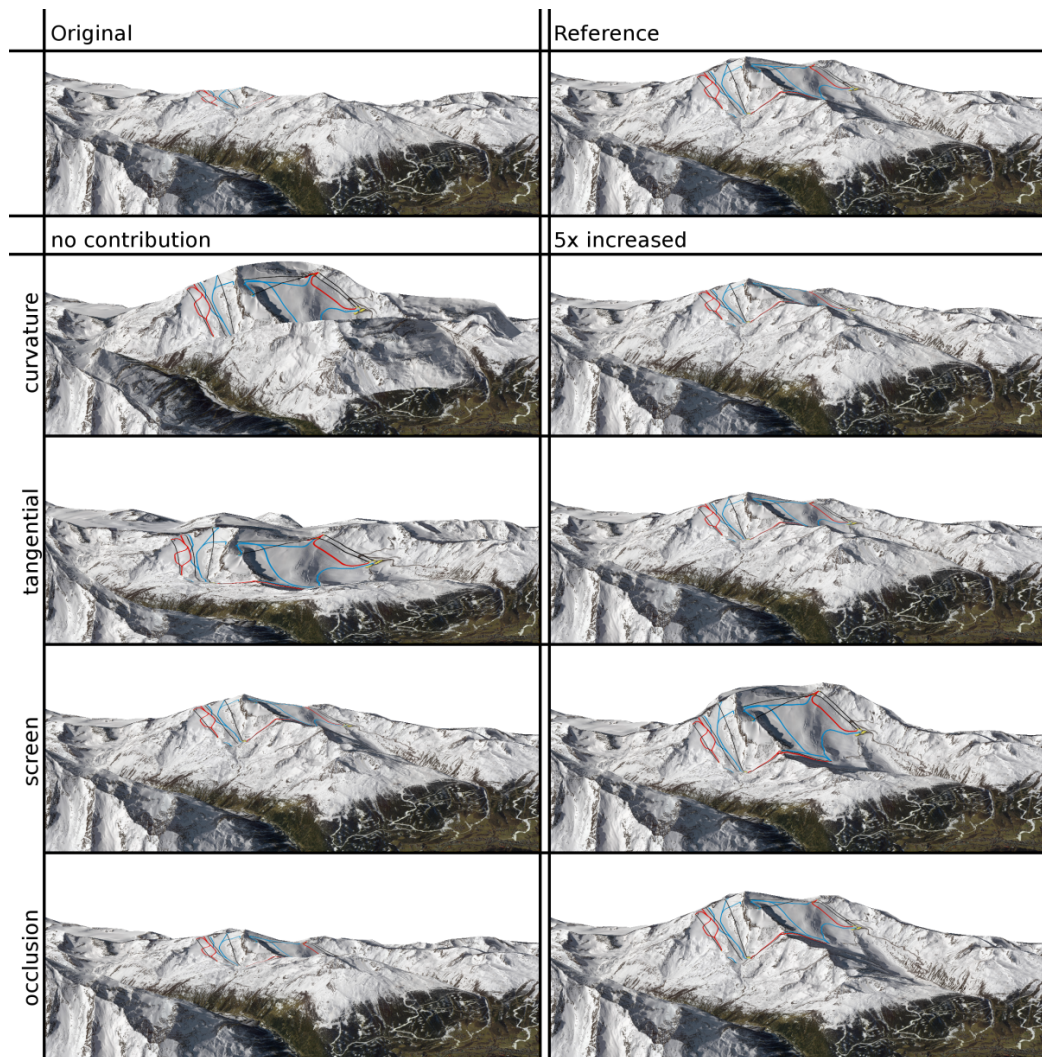 Original
Reference
no contribution
5x increased
curvature
tangential
screen
occlusion